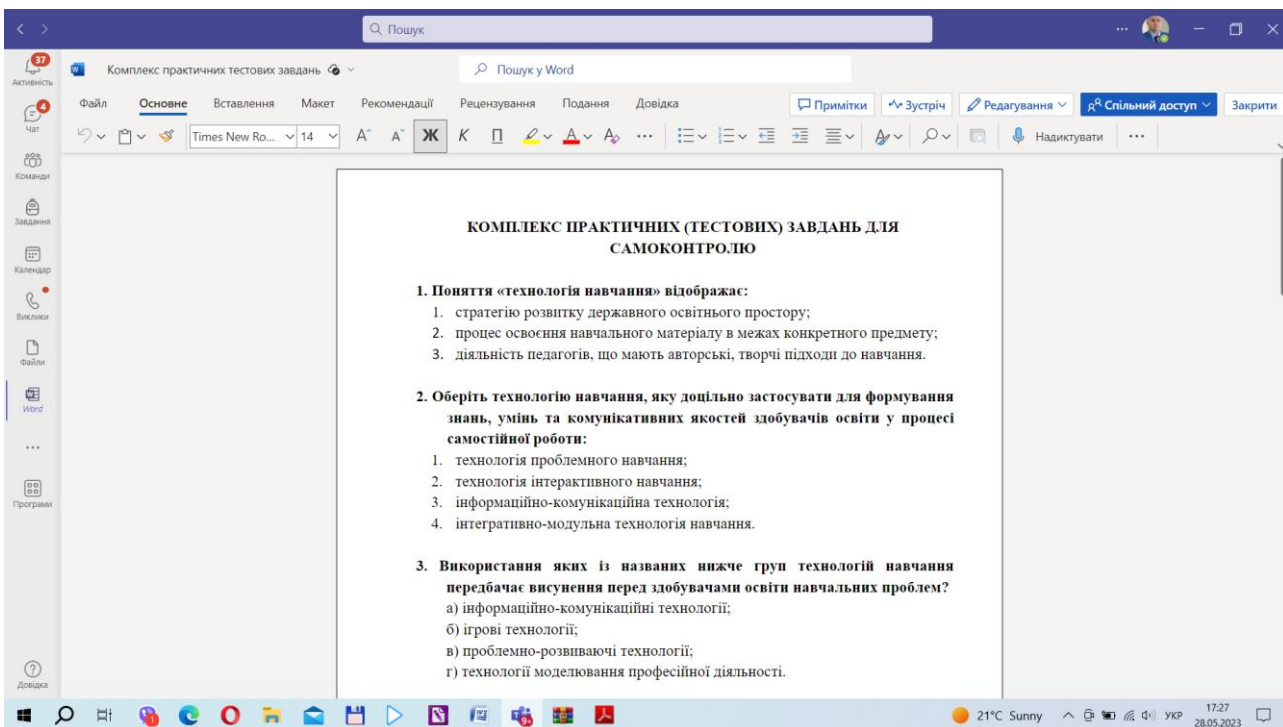 Пошук
37
Активність
Комплекс практичних тестових завдань
Пошук у Word
Файл Основне Вставлення Макет Рекомендації Рецензування Подання Довідка Примітки Зустріч Редагування Спільний доступ Закрити
4
Чат
Times New Ro... 14 А А Ж К П А Надиктувати
Команди
Завдання
Календар
Виклики
Файли
Word
Програми
Довідка
КОМПЛЕКС ПРАКТИЧНИХ (ТЕСТОВИХ) ЗАВДАНЬ ДЛЯ
САМОКОНТРОЛЮ
1. Поняття «технологія навчання» відображає:
1. стратегію розвитку державного освітнього простору;
2. процес освоєння навчального матеріалу в межах конкретного предмету;
3. діяльність педагогів, що мають авторські, творчі підходи до навчання.
2. Оберіть технологію навчання, яку доцільно застосувати для формування
знань, умінь та комунікативних якостей здобувачів освіти у процесі
самостійної роботи:
1. технологія проблемного навчання;
2. технологія інтерактивного навчання;
3. інформаційно-комунікаційна технологія;
4. інтегративно-модульна технологія навчання.
3. Використання яких із названих нижче груп технологій навчання
передбачає висунення перед здобувачами освіти навчальних проблем?
а) інформаційно-комунікаційні технології;
б) ігрові технології;
в) проблемно-розвиваючі технології;
г) технології моделювання професійної діяльності.
21°C Sunny УКР 17:27
28.05.2023